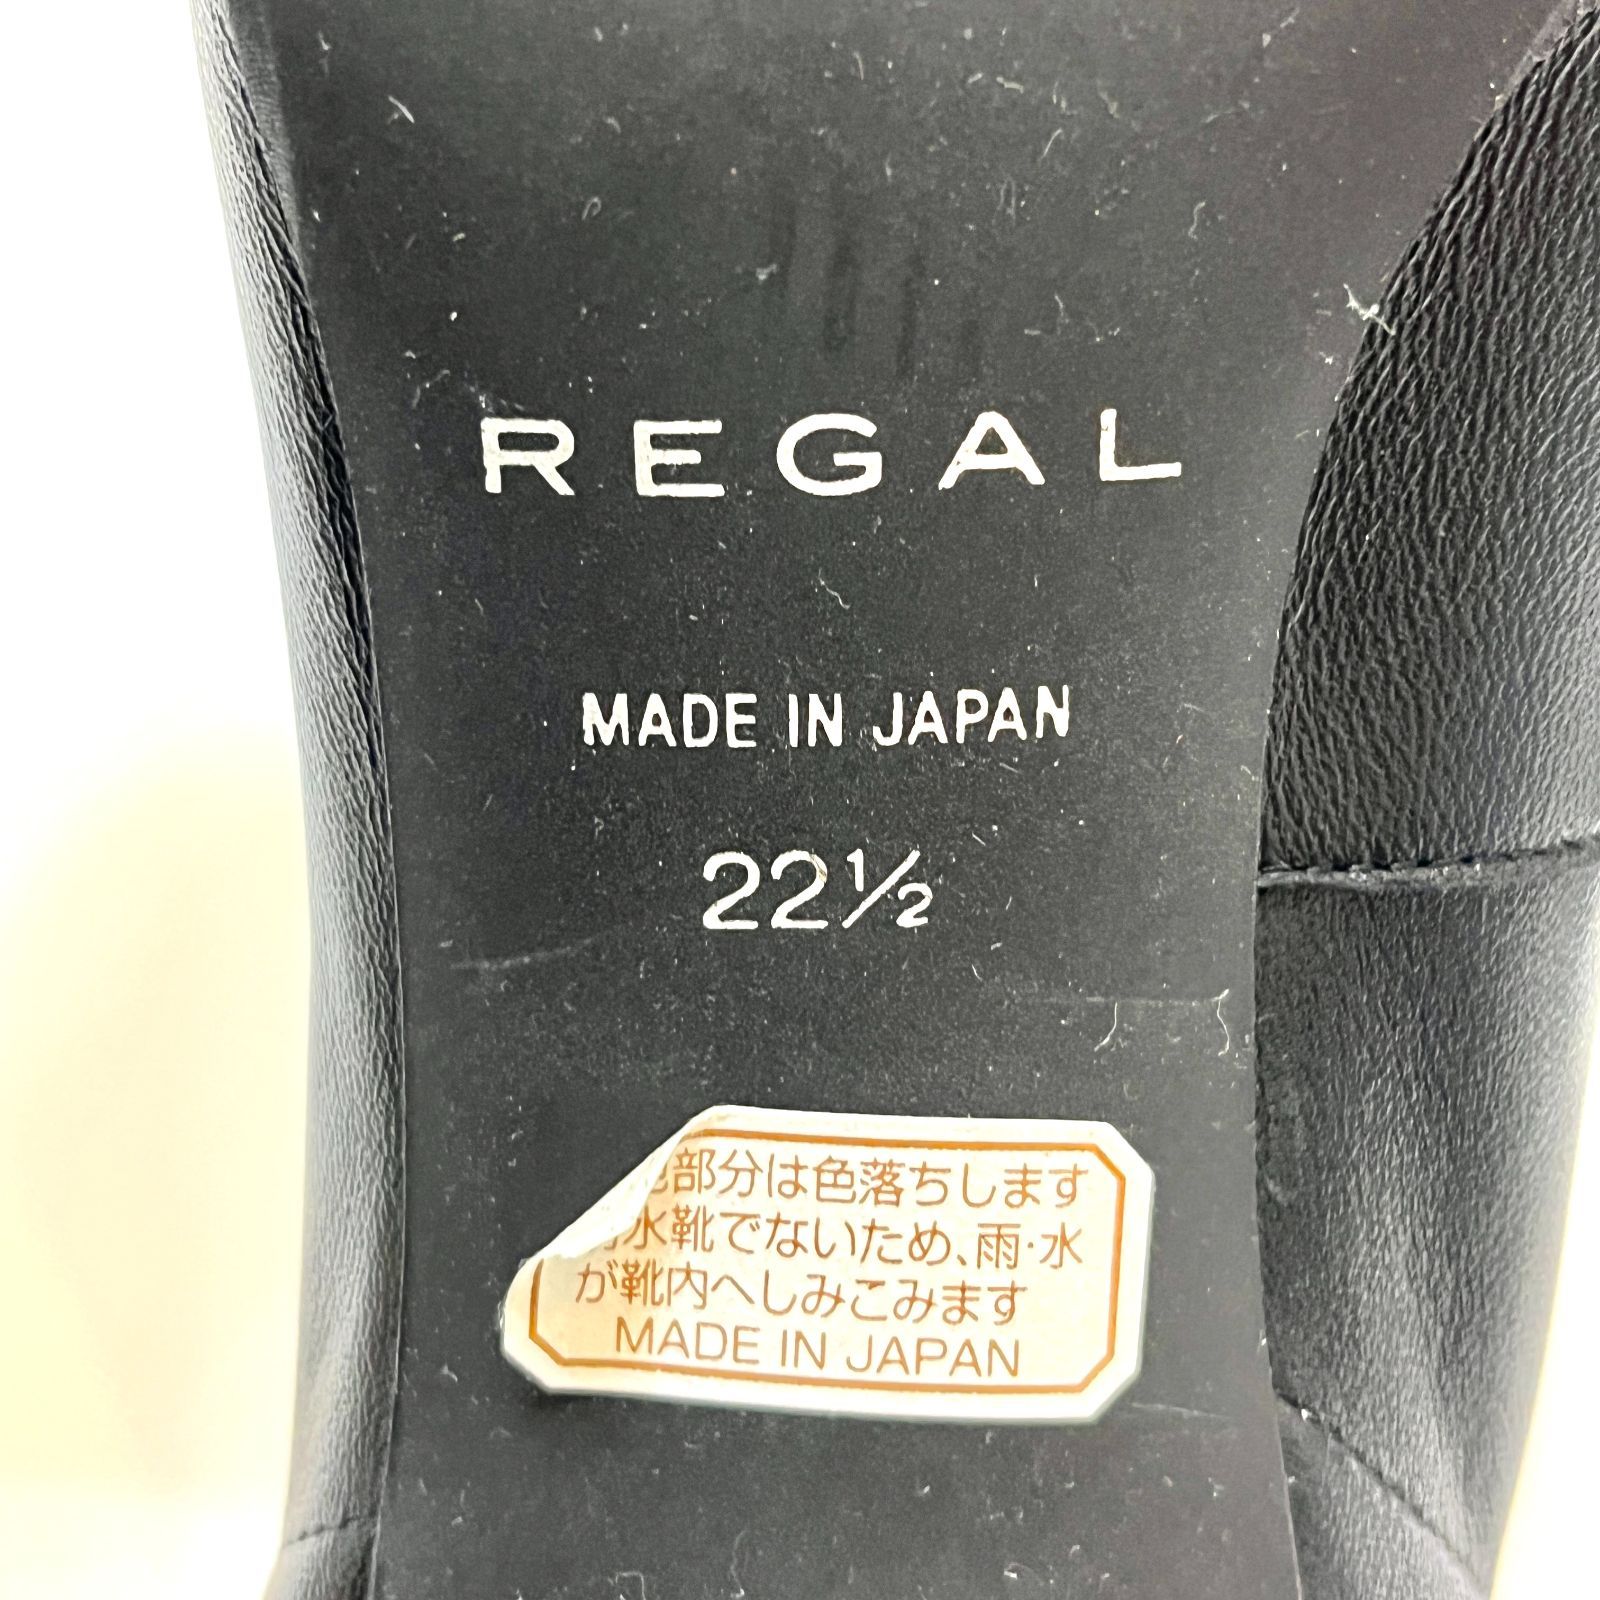 REGAL
MADE IN JAPAN
22½
色部分は色落ちします
水靴でないため、雨・水
が靴内へしみこみます
MADE IN JAPAN